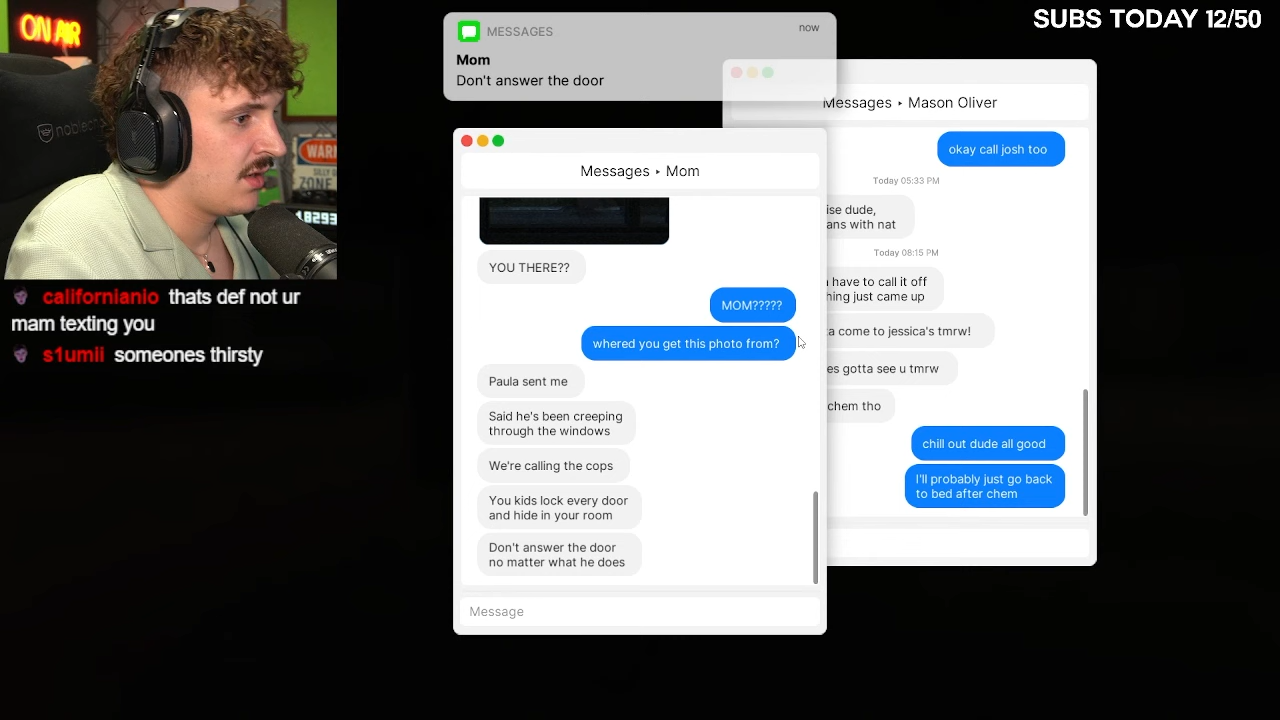 ON AIR
WARN
ZONE
18293
SUBS TODAY 12/50
MESSAGES
now
Mom
Don't answer the door
Messages ‣ Mason Oliver
okay call josh too
Today 05:33 PM
ise dude,
ans with nat
Today 08:15 PM
have to call it off
hing just came up
a come to jessica's tmrw!
es gotta see u tmrw
chem tho
chill out dude all good
I'll probably just go back
to bed after chem
Messages ‣ Mom
YOU THERE??
MOM?????
whered you get this photo from?
Paula sent me
Said he's been creeping
through the windows
We're calling the cops
You kids lock every door
and hide in your room
Don't answer the door
no matter what he does
Message
californianio thats def not ur
mam texting you
s1umii someones thirsty